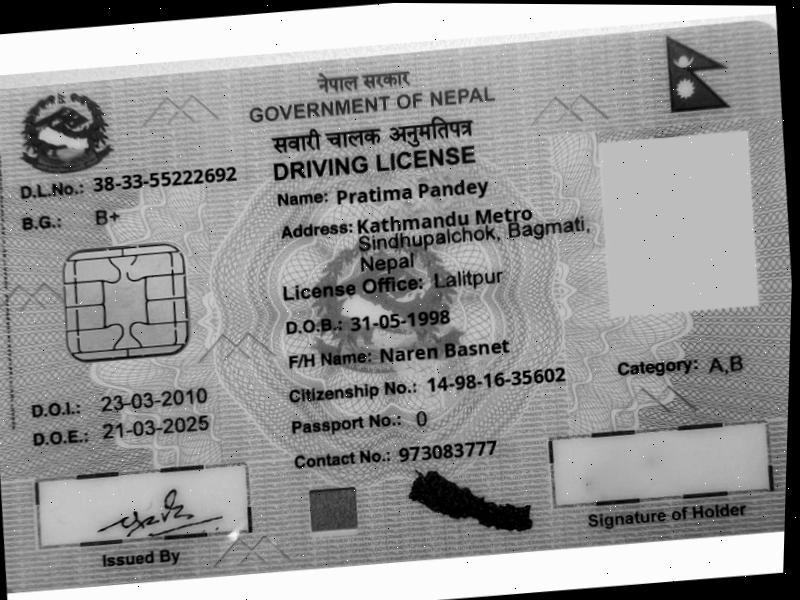 नेपाल सरकार
GOVERNMENT OF NEPAL
सवारी चालक अनुमतिपत्र
DRIVING LICENSE
D.L.No.: 38-33-55222692
B.G.: B+
Name: Pratima Pandey
Address: Kathmandu Metro
Sindhupalchok, Bagmati,
Nepal
License Office: Lalitpur
D.O.B.: 31-05-1998
F/H Name: Naren Basnet
Citizenship No.: 14-98-16-35602
Category: A,B
D.O.I.: 23-03-2010
Passport No.: 0
D.O.E.: 21-03-2025
Contact No.: 973083777
Issued By
Signature of Holder